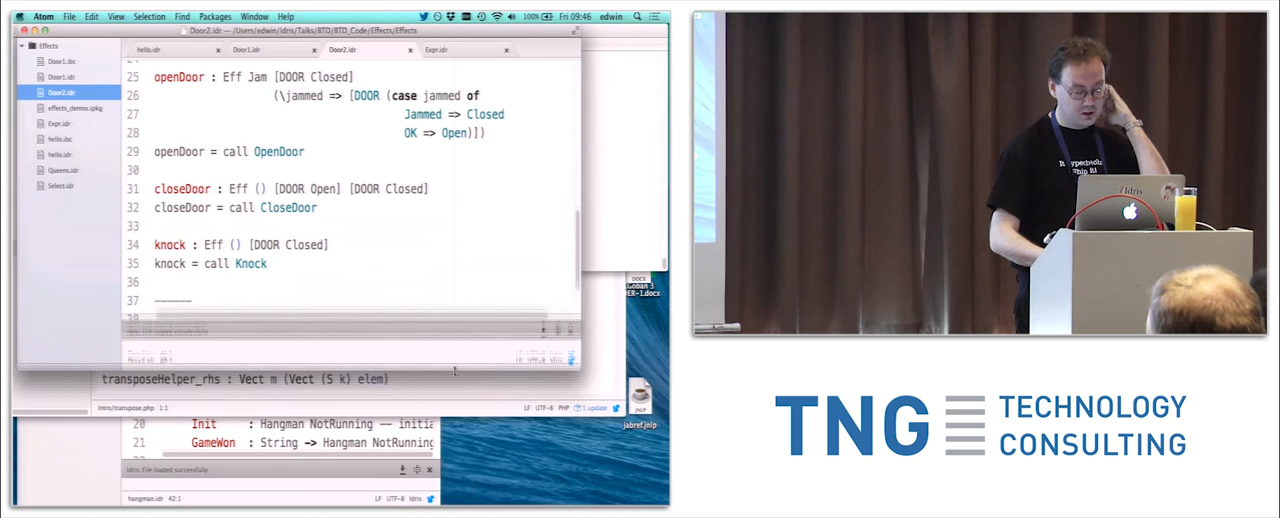 Atom File Edit View Selection Find Packages Window Help
100% Fri 09:46 edwin
Door2.idr — /Users/edwin/Idris/Talks/BTD/BTD_Code/Effects/Effects
Effects
Door1.ibc
Door1.idr
Door2.idr
effects_demos.ipkg
Expr.idr
hello.ibc
hello.idr
Queens.idr
Select.idr
hello.idr
Door1.idr
Door2.idr
Expr.idr
25 openDoor : Eff Jam [DOOR Closed]
26 (\jammed => [DOOR (case jammed of
27 Jammed => Closed
28 OK => Open)])
29 openDoor = call OpenDoor
30
31 closeDoor : Eff () [DOOR Open] [DOOR Closed]
32 closeDoor = call CloseDoor
33
34 knock : Eff () [DOOR Closed]
35 knock = call Knock
36
37 ------
transposeHelper_rhs : Vect m (Vect (S k) elem)
Intro/transpose.php 1:1
LF UTF-8 PHP 1 update
20 Init : Hangman NotRunning -- initia
21 GameWon : String -> Hangman NotRunning
Idris: File loaded successfully
hangman.idr 42:1
LF UTF-8 Idris
DOCX
jabref.jnlp
JNLP
Idris
TNG TECHNOLOGY
CONSULTING